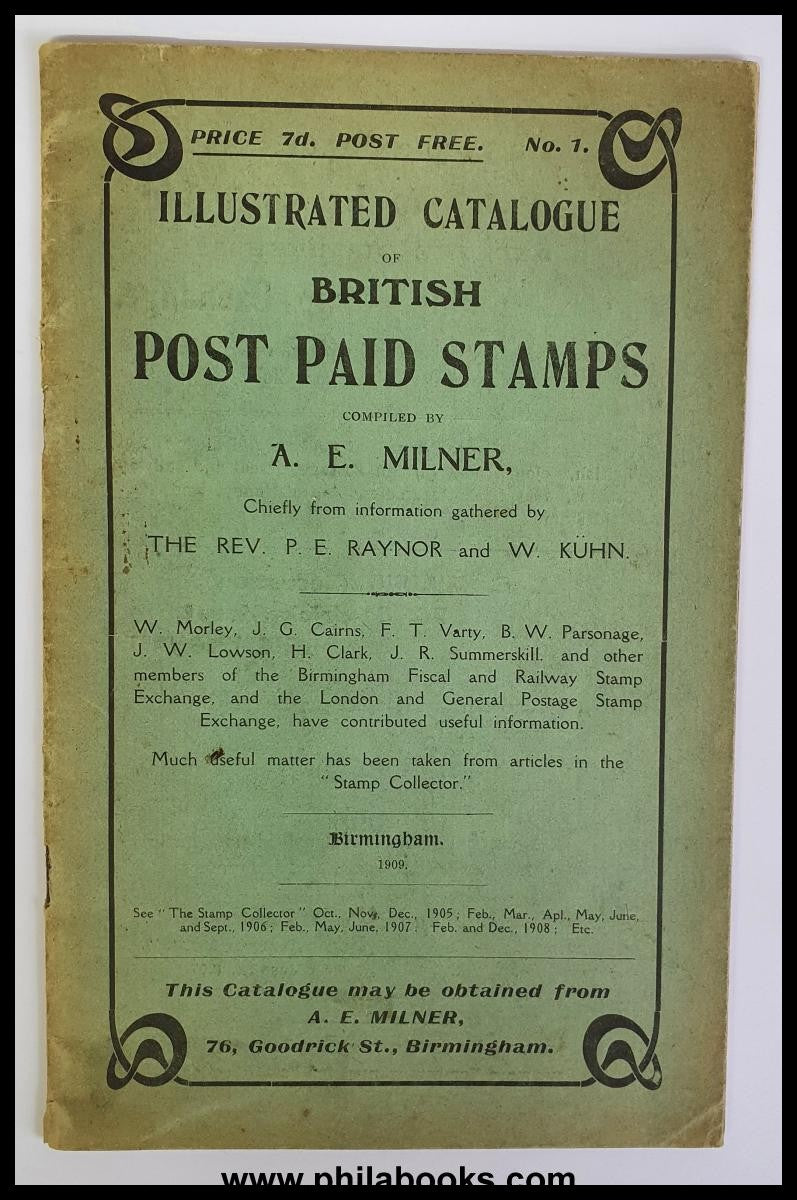 PRICE 7d. POST FREE. No. 1.
ILLUSTRATED CATALOGUE
OF
BRITISH
POST PAID STAMPS
COMPILED BY
A. E. MILNER,
Chiefly from information gathered by
THE REV. P. E. RAYNOR and W. KÜHN.
W. Morley, J. G. Cairns, F. T. Varty, B. W. Parsonage,
J. W. Lowson, H. Clark, J. R. Summerskill. and other
members of the Birmingham Fiscal and Railway Stamp
Exchange, and the London and General Postage Stamp
Exchange, have contributed useful information.
Much useful matter has been taken from articles in the
"Stamp Collector."
Birmingham.
1909.
See "The Stamp Collector" Oct., Nov., Dec., 1905; Feb., Mar., Apl., May, June,
and Sept., 1906; Feb., May, June, 1907; Feb. and Dec., 1908; Etc.
This Catalogue may be obtained from
A. E. MILNER,
76, Goodrick St., Birmingham.
www.philabooks.com